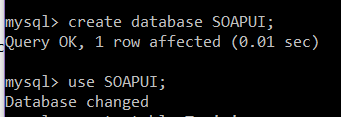 mysql> create database SOAPUI;
Query OK, 1 row affected (0.01 sec)
mysql> use SOAPUI;
Database changed